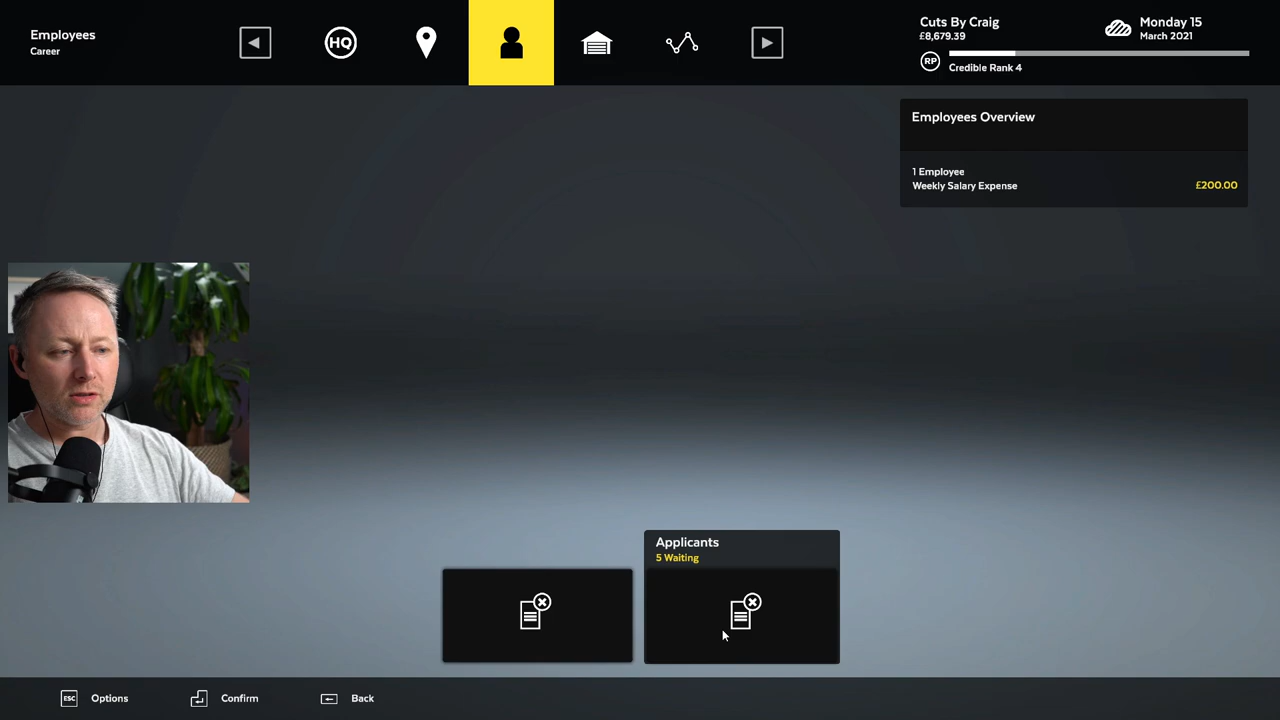 Employees
Career
HQ
Cuts By Craig
£8,679.39
Monday 15
March 2021
RP
Credible Rank 4
Employees Overview
1 Employee
Weekly Salary Expense
£200.00
Applicants
5 Waiting
ESC
Options
Confirm
Back